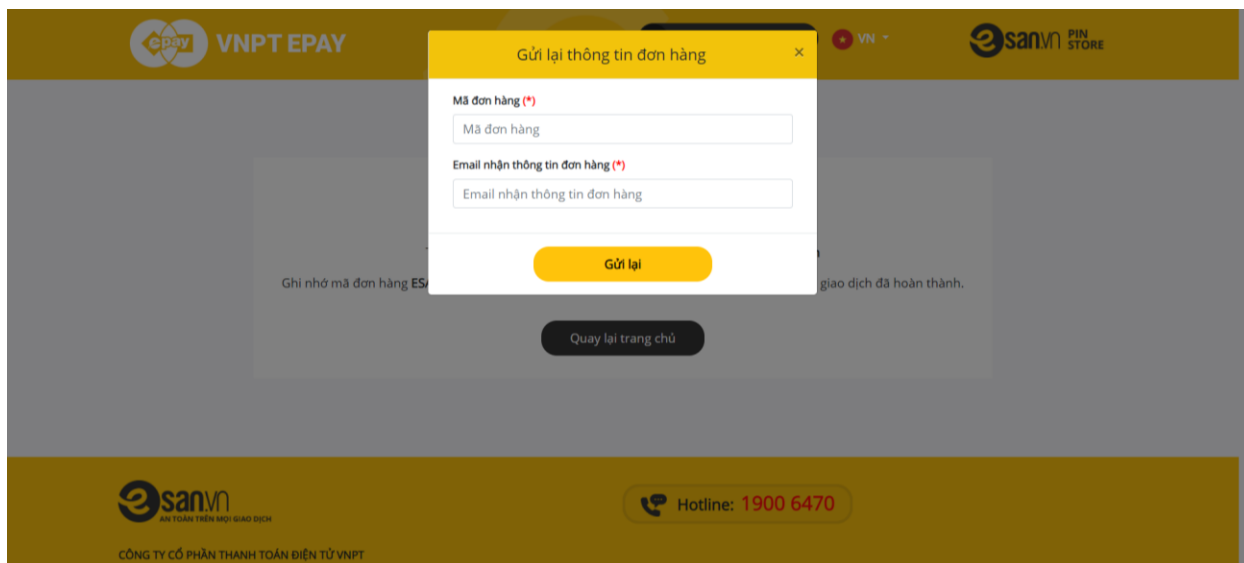 epay VNPT EPAY
VN
esan.vn PIN STORE
Gửi lại thông tin đơn hàng ×
Mã đơn hàng (*)
Mã đơn hàng
Email nhận thông tin đơn hàng (*)
Email nhận thông tin đơn hàng
Gửi lại
Ghi nhớ mã đơn hàng giao dịch đã hoàn thành.
Quay lại trang chủ
esan.vn
AN TOÀN TRÊN MỌI GIAO DỊCH
Hotline: 1900 6470
CÔNG TY CỔ PHẦN THANH TOÁN ĐIỆN TỬ VNPT